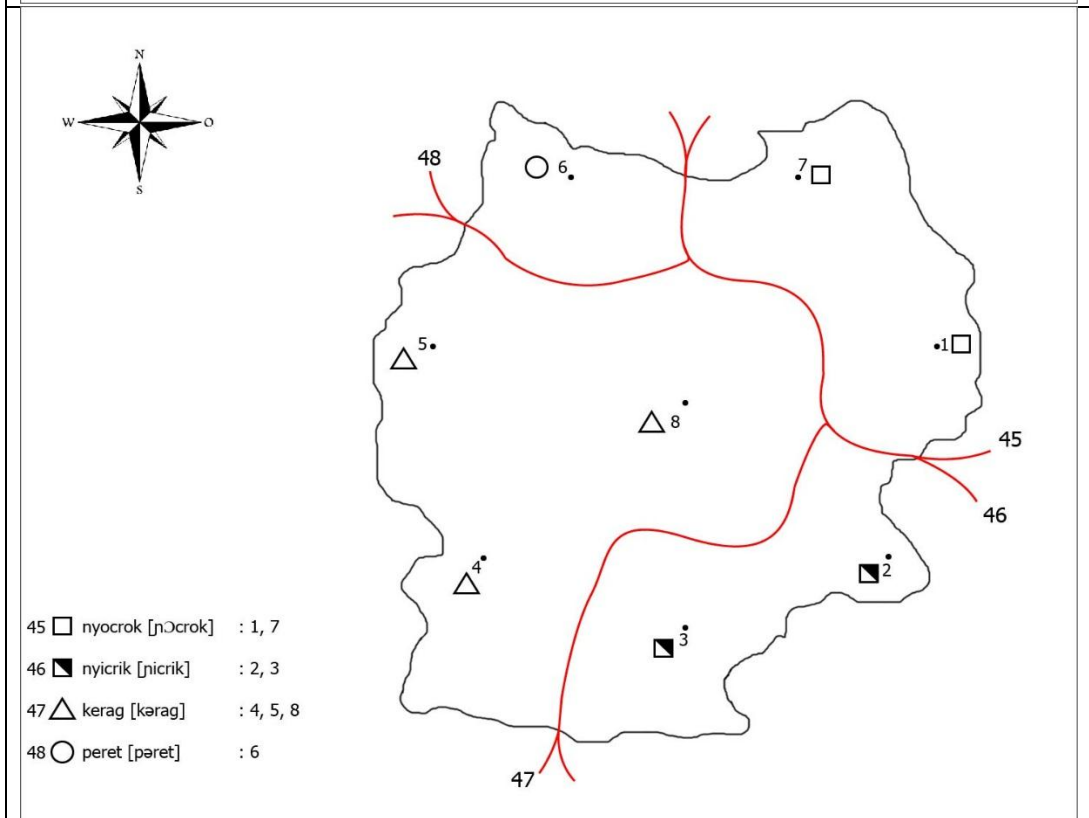 N
W O
S
48
6
7
5
1
8
45
46
4
2
3
47
45 nyocrok [ɲɔcrok] : 1, 7
46 nyicrik [ɲicrik] : 2, 3
47 kerag [kərag] : 4, 5, 8
48 peret [pəret] : 6